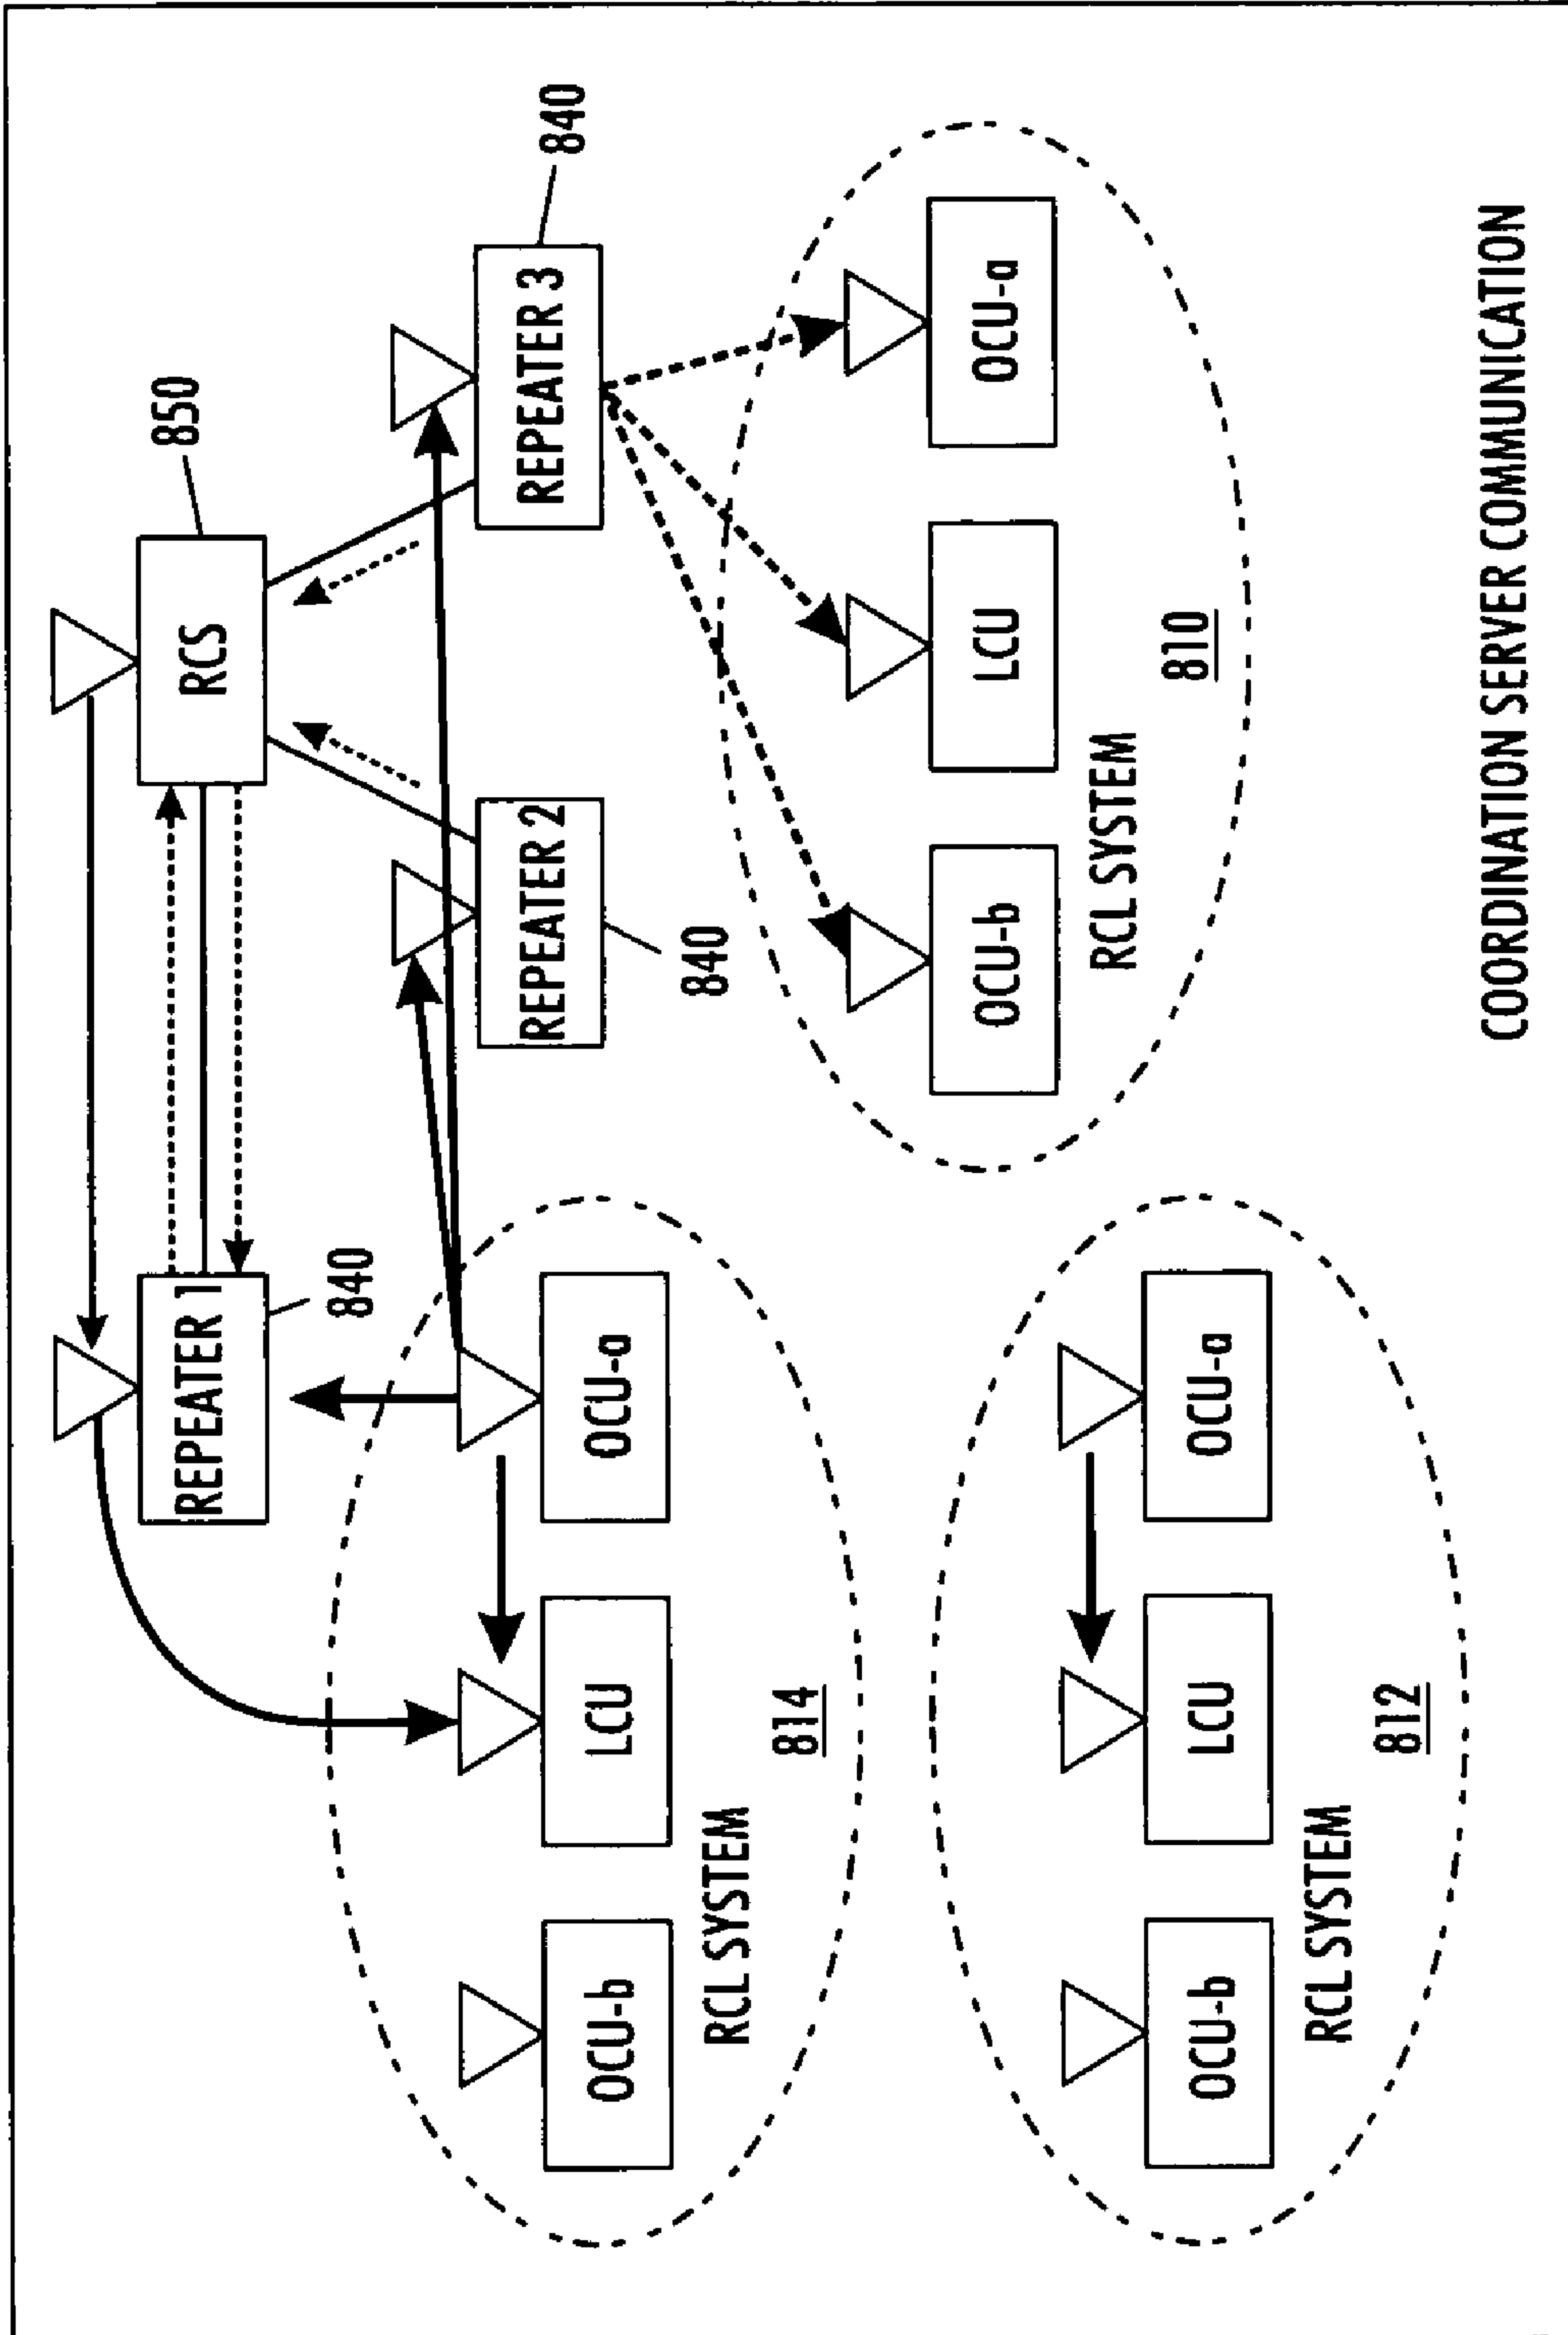 850
RCS
REPEATER 1
840
REPEATER 2
840
REPEATER 3
840
OCU-b
LCU
OCU-a
RCL SYSTEM
814
OCU-b
LCU
OCU-a
RCL SYSTEM
810
OCU-b
LCU
OCU-a
RCL SYSTEM
812
COORDINATION SERVER COMMUNICATION